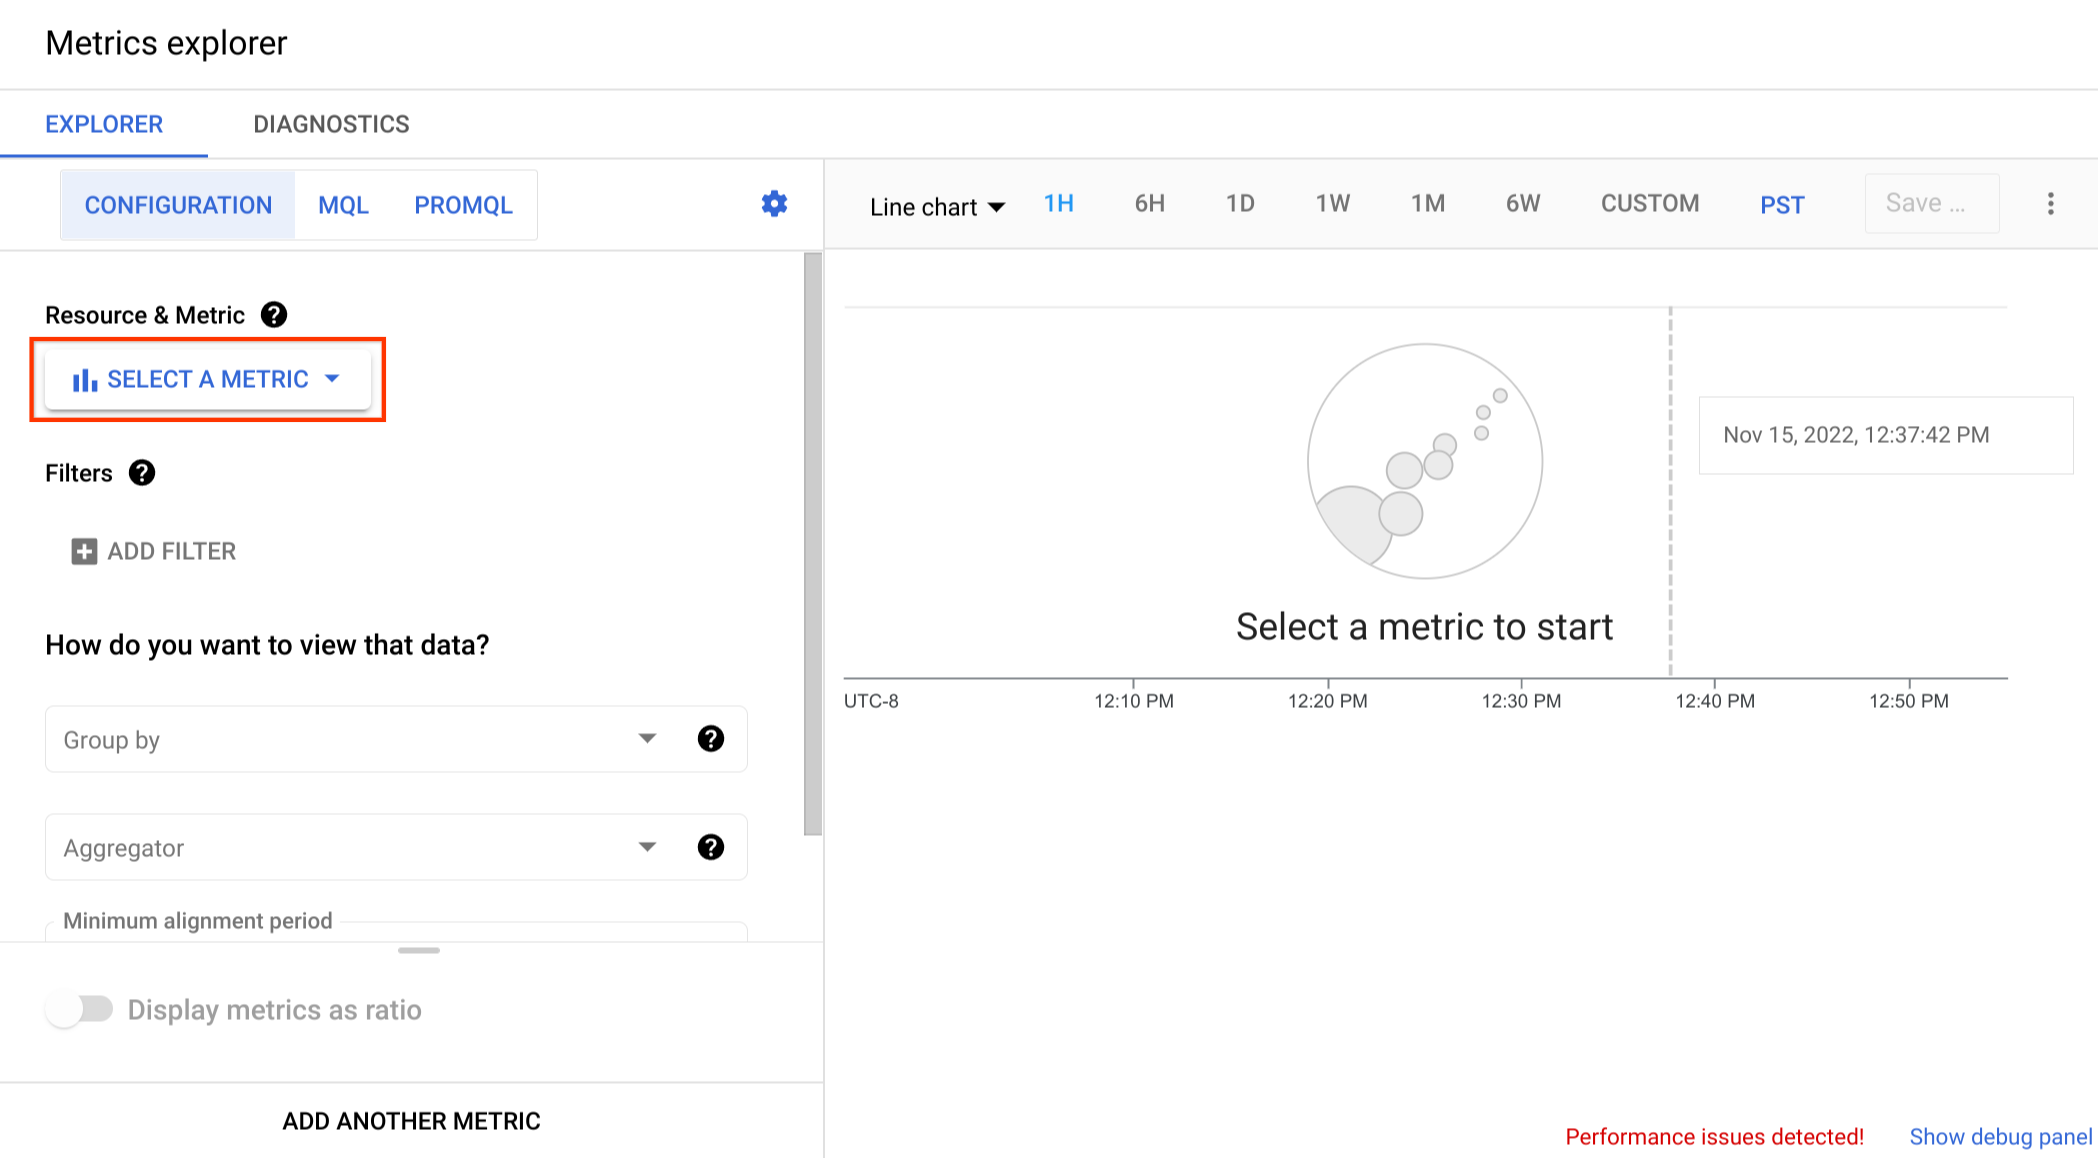 Metrics explorer
EXPLORER DIAGNOSTICS
CONFIGURATION MQL PROMQL
Line chart 1H 6H 1D 1W 1M 6W CUSTOM PST Save ...
Resource & Metric
SELECT A METRIC
Filters
ADD FILTER
How do you want to view that data?
Group by
Aggregator
Minimum alignment period
Display metrics as ratio
ADD ANOTHER METRIC
Nov 15, 2022, 12:37:42 PM
Select a metric to start
UTC-8 12:10 PM 12:20 PM 12:30 PM 12:40 PM 12:50 PM
Performance issues detected! Show debug panel